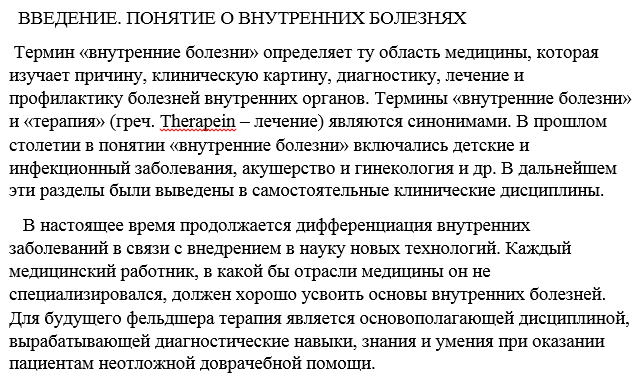 ВВЕДЕНИЕ. ПОНЯТИЕ О ВНУТРЕННИХ БОЛЕЗНЯХ
Термин «внутренние болезни» определяет ту область медицины, которая
изучает причину, клиническую картину, диагностику, лечение и
профилактику болезней внутренних органов. Термины «внутренние болезни»
и «терапия» (греч. Therapein – лечение) являются синонимами. В прошлом
столетии в понятии «внутренние болезни» включались детские и
инфекционный заболевания, акушерство и гинекология и др. В дальнейшем
эти разделы были выведены в самостоятельные клинические дисциплины.
В настоящее время продолжается дифференциация внутренних
заболеваний в связи с внедрением в науку новых технологий. Каждый
медицинский работник, в какой бы отрасли медицины он не
специализировался, должен хорошо усвоить основы внутренних болезней.
Для будущего фельдшера терапия является основополагающей дисциплиной,
вырабатывающей диагностические навыки, знания и умения при оказании
пациентам неотложной доврачебной помощи.